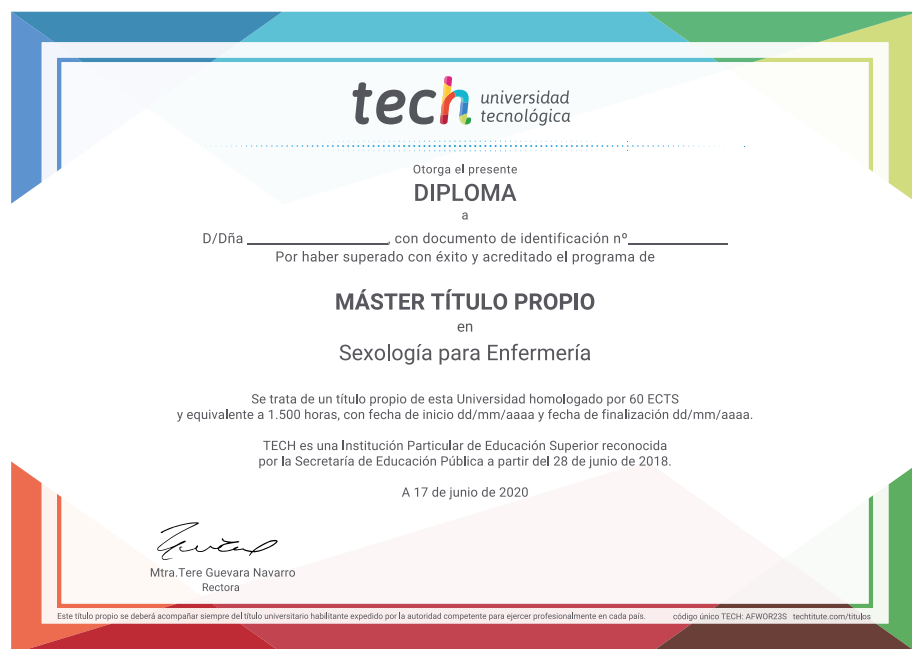 tech universidad
tecnológica
Otorga el presente
DIPLOMA
a
D/Dña ____________, con documento de identificación nº____________
Por haber superado con éxito y acreditado el programa de
MÁSTER TÍTULO PROPIO
en
Sexología para Enfermería
Se trata de un título propio de esta Universidad homologado por 60 ECTS
y equivalente a 1.500 horas, con fecha de inicio dd/mm/aaaa y fecha de finalización dd/mm/aaaa.
TECH es una Institución Particular de Educación Superior reconocida
por la Secretaría de Educación Pública a partir del 28 de junio de 2018.
A 17 de junio de 2020
Mtra.Tere Guevara Navarro
Rectora
Este título propio se deberá acompañar siempre del título universitario habilitante expedido por la autoridad competente para ejercer profesionalmente en cada país. código único TECH: AFWOR23S techtitute.com/titulos